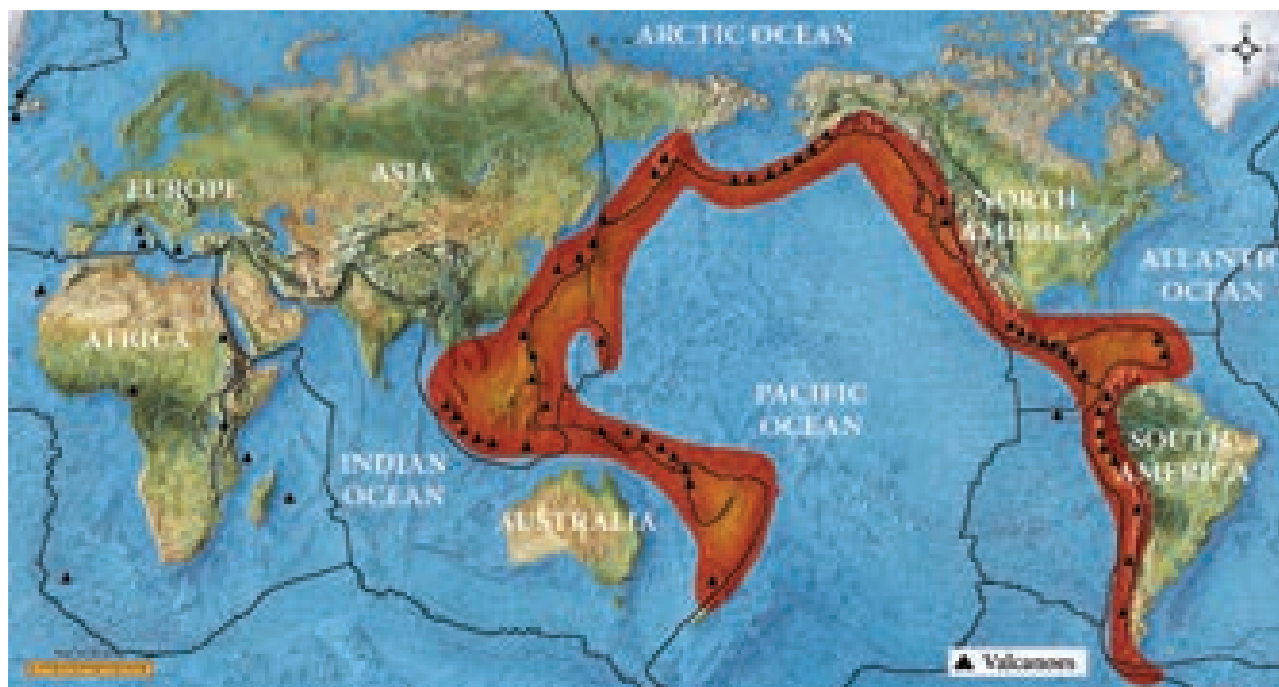 ARCTIC OCEAN
EUROPE
ASIA
NORTH
AMERICA
ATLANTIC
OCEAN
AFRICA
PACIFIC
OCEAN
INDIAN
OCEAN
SOUTH
AMERICA
AUSTRALIA
Volcanoes